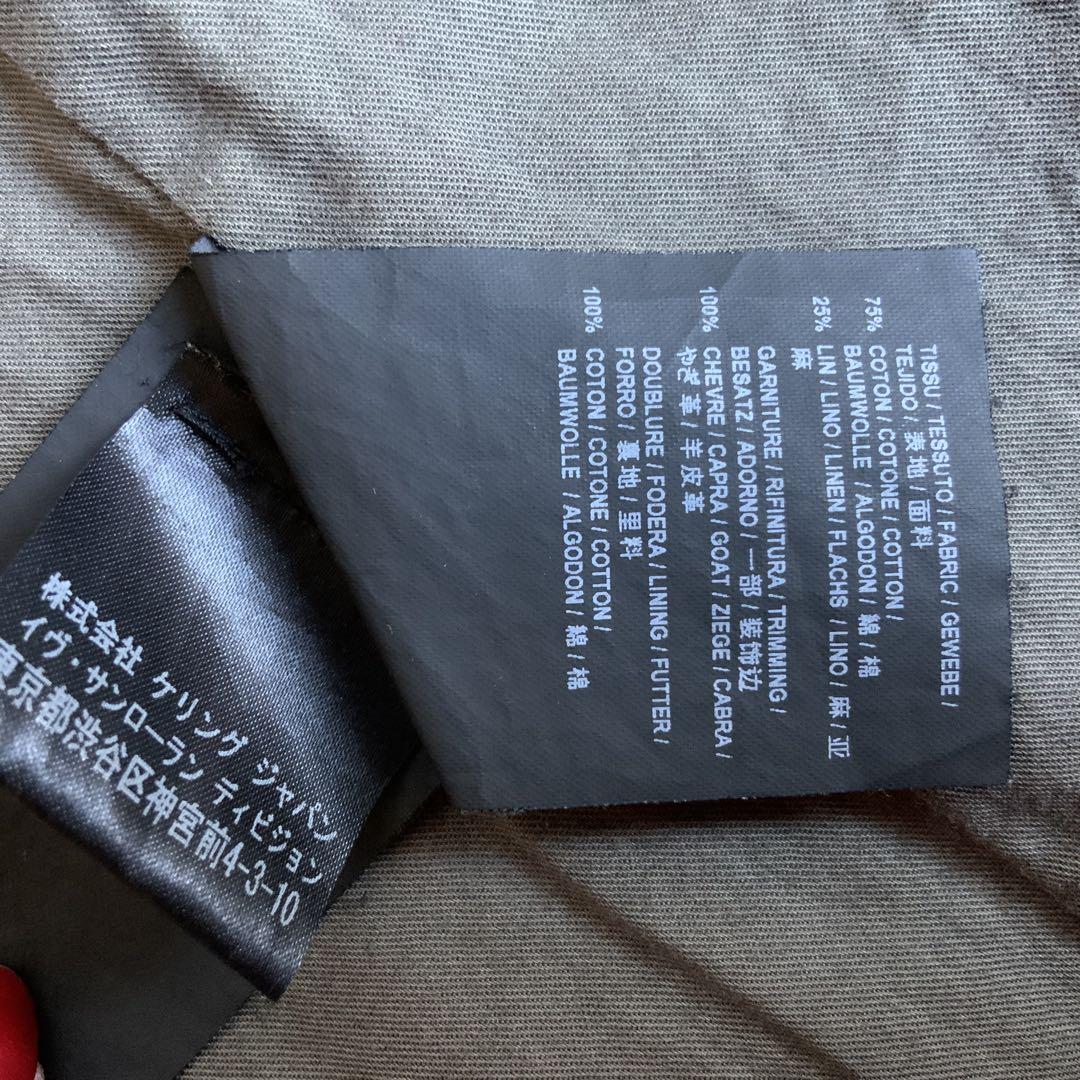 TISSU / TESSUTO / FABRIC / GEWEBE /
TEJIDO / 表地 / 面料
75% COTON / COTONE / COTTON /
BAUMWOLLE / ALGODON / 綿 / 棉
25% LIN / LINO / LINEN / FLACHS / LINO / 麻 / 亚
麻
GARNITURE / RIFINITURA / TRIMMING /
BESATZ / ADORNO / 一部 / 装饰边
100% CHEVRE / CAPRA / GOAT / ZIEGE / CABRA /
やぎ革 / 羊皮革
DOUBLURE / FODERA / LINING / FUTTER /
FORRO / 裏地 / 里料
100% COTON / COTONE / COTTON /
BAUMWOLLE / ALGODON / 綿 / 棉
株式会社 ケリング ジャパン
イヴ・サンローラン ディビジョン
東京都渋谷区神宮前4-3-10